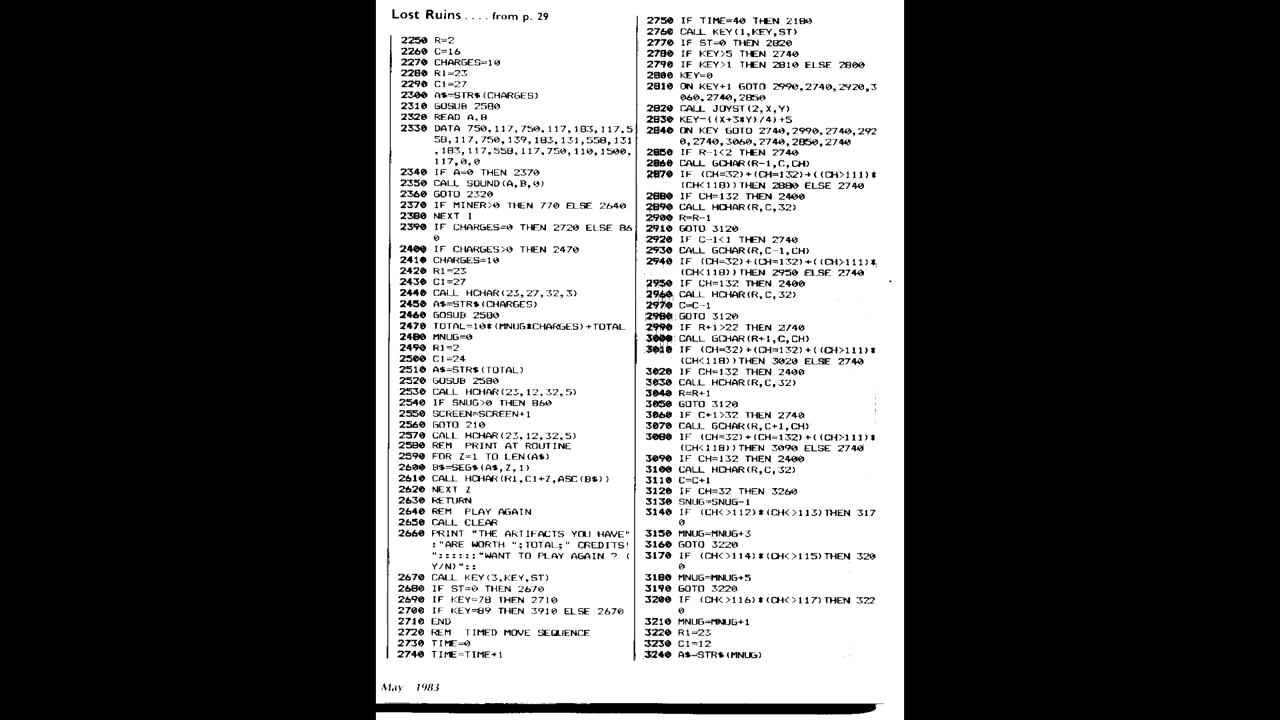 Lost Ruins .... from p. 29
2250 R=2
2260 C=16
2270 CHARGES=10
2280 R1=23
2290 C1=27
2300 A$=STR$(CHARGES)
2310 GOSUB 2580
2320 READ A,B
2330 DATA 750,117,750,117,183,117,5
58,117,750,139,183,131,558,131
,183,117,558,117,750,110,1500,
117,0,0
2340 IF A=0 THEN 2370
2350 CALL SOUND(A,B,0)
2360 GOTO 2320
2370 IF MINER>0 THEN 770 ELSE 2640
2380 NEXT I
2390 IF CHARGES=0 THEN 2720 ELSE 86
0
2400 IF CHARGES>0 THEN 2470
2410 CHARGES=10
2420 R1=23
2430 C1=27
2440 CALL HCHAR(23,27,32,3)
2450 A$=STR$(CHARGES)
2460 GOSUB 2580
2470 TOTAL=10*(MNUG*CHARGES)+TOTAL
2480 MNUG=0
2490 R1=2
2500 C1=24
2510 A$=STR$(TOTAL)
2520 GOSUB 2580
2530 CALL HCHAR(23,12,32,5)
2540 IF SNUG>0 THEN 860
2550 SCREEN=SCREEN+1
2560 GOTO 210
2570 CALL HCHAR(23,12,32,5)
2580 REM PRINT AT ROUTINE
2590 FOR Z=1 TO LEN(A$)
2600 B$=SEG$(A$,Z,1)
2610 CALL HCHAR(R1,C1+Z,ASC(B$))
2620 NEXT Z
2630 RETURN
2640 REM PLAY AGAIN
2650 CALL CLEAR
2660 PRINT "THE ARTIFACTS YOU HAVE"
:"ARE WORTH ";TOTAL;" CREDITS!
"::::::"WANT TO PLAY AGAIN ? (
Y/N)"::
2670 CALL KEY(3,KEY,ST)
2680 IF ST=0 THEN 2670
2690 IF KEY=78 THEN 2710
2700 IF KEY=89 THEN 3910 ELSE 2670
2710 END
2720 REM TIMED MOVE SEQUENCE
2730 TIME=0
2740 TIME=TIME+1
2750 IF TIME=40 THEN 2180
2760 CALL KEY(1,KEY,ST)
2770 IF ST=0 THEN 2820
2780 IF KEY>5 THEN 2740
2790 IF KEY>1 THEN 2810 ELSE 2800
2800 KEY=0
2810 ON KEY+1 GOTO 2990,2740,2920,3
060,2740,2850
2820 CALL JOYST(2,X,Y)
2830 KEY=((X+3*Y)/4)+5
2840 ON KEY GOTO 2740,2990,2740,292
0,2740,3060,2740,2850,2740
2850 IF R-1<2 THEN 2740
2860 CALL GCHAR(R-1,C,CH)
2870 IF (CH=32)+(CH=132)+((CH>111)*
(CH<118))THEN 2880 ELSE 2740
2880 IF CH=132 THEN 2400
2890 CALL HCHAR(R,C,32)
2900 R=R-1
2910 GOTO 3120
2920 IF C-1<1 THEN 2740
2930 CALL GCHAR(R,C-1,CH)
2940 IF (CH=32)+(CH=132)+((CH>111)*
(CH<118))THEN 2950 ELSE 2740
2950 IF CH=132 THEN 2400
2960 CALL HCHAR(R,C,32)
2970 C=C-1
2980 GOTO 3120
2990 IF R+1>22 THEN 2740
3000 CALL GCHAR(R+1,C,CH)
3010 IF (CH=32)+(CH=132)+((CH>111)*
(CH<118))THEN 3020 ELSE 2740
3020 IF CH=132 THEN 2400
3030 CALL HCHAR(R,C,32)
3040 R=R+1
3050 GOTO 3120
3060 IF C+1>32 THEN 2740
3070 CALL GCHAR(R,C+1,CH)
3080 IF (CH=32)+(CH=132)+((CH>111)*
(CH<118))THEN 3090 ELSE 2740
3090 IF CH=132 THEN 2400
3100 CALL HCHAR(R,C,32)
3110 C=C+1
3120 IF CH=32 THEN 3260
3130 SNUG=SNUG-1
3140 IF (CH<>112)*(CH<>113)THEN 317
0
3150 MNUG=MNUG+3
3160 GOTO 3220
3170 IF (CH<>114)*(CH<>115)THEN 320
0
3180 MNUG=MNUG+5
3190 GOTO 3220
3200 IF (CH<>116)*(CH<>117)THEN 322
0
3210 MNUG=MNUG+1
3220 R1=23
3230 C1=12
3240 A$=STR$(MNUG)
May 1983